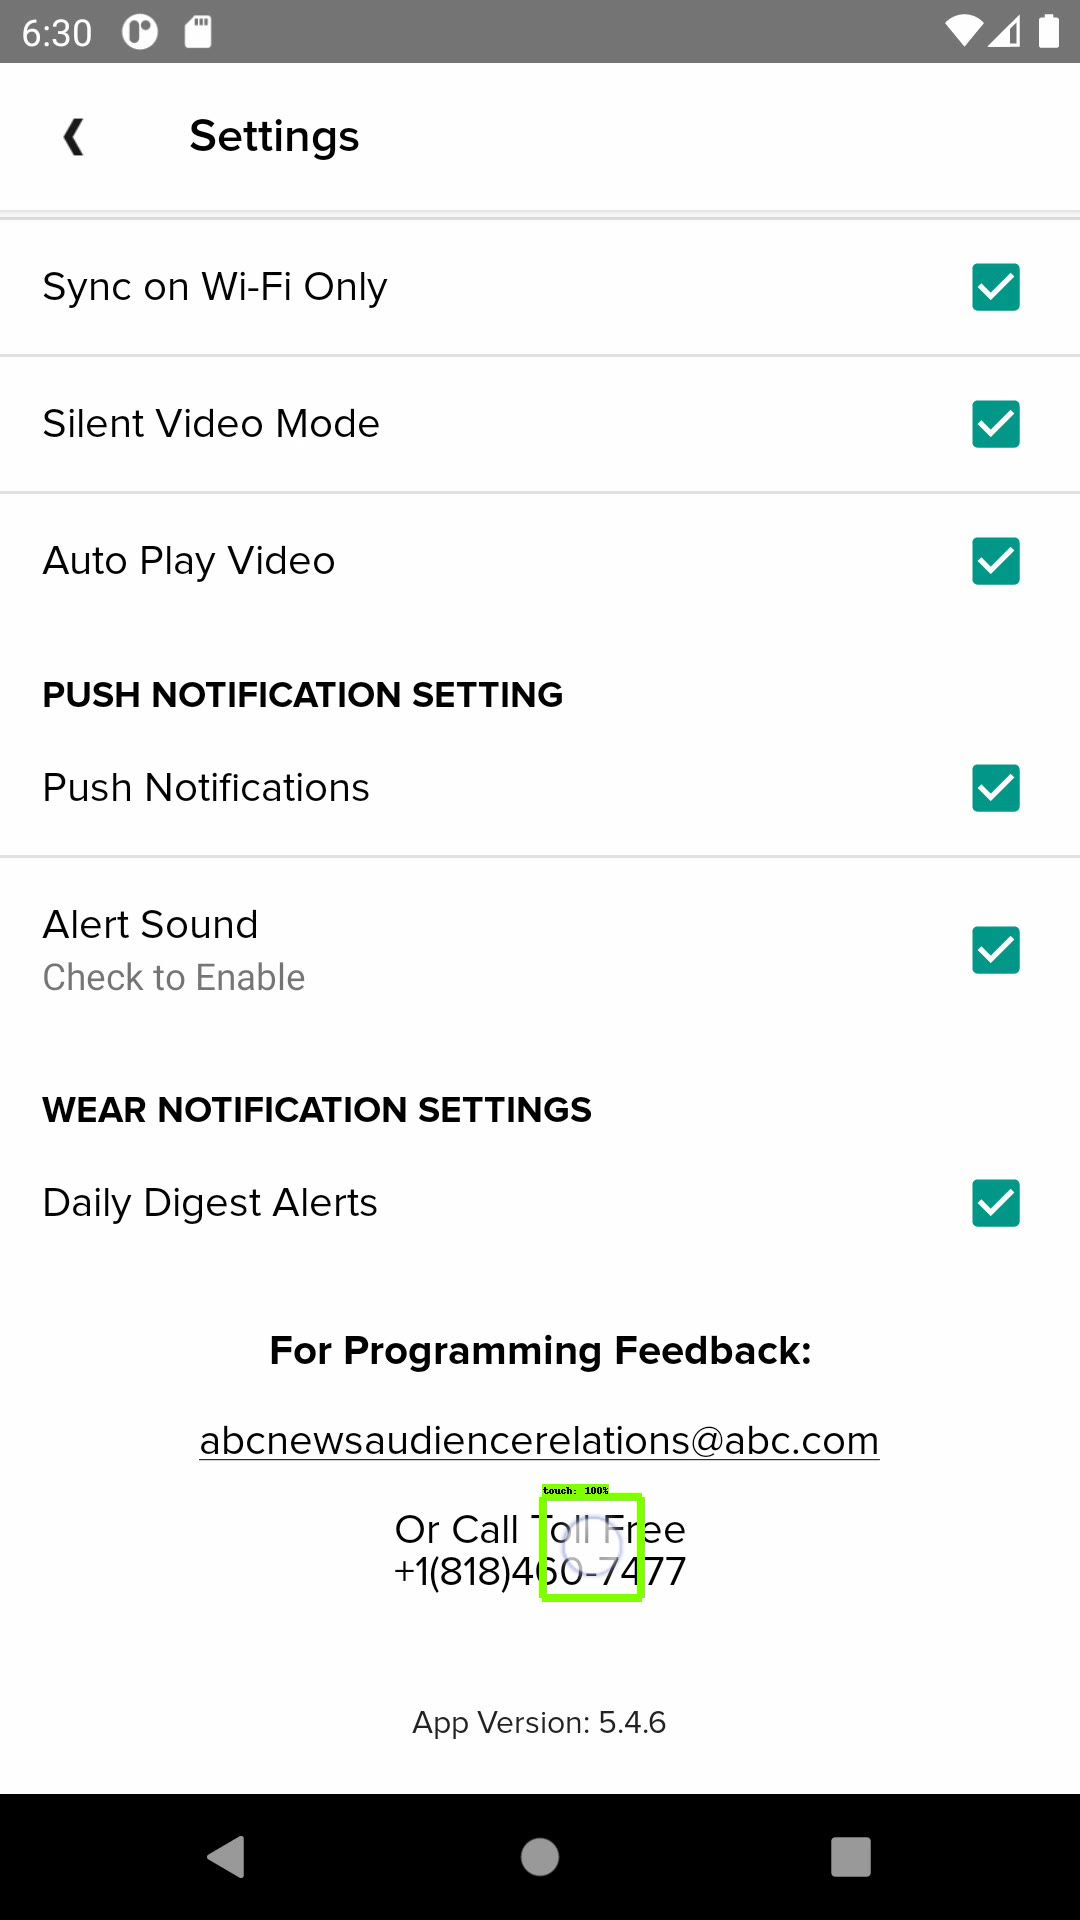 6:30
Settings
Sync on Wi-Fi Only
Silent Video Mode
Auto Play Video
PUSH NOTIFICATION SETTING
Push Notifications
Alert Sound
Check to Enable
WEAR NOTIFICATION SETTINGS
Daily Digest Alerts
For Programming Feedback:
abcnewsaudiencerelations@abc.com
touch: 100%
Or Call Toll Free
+1(818)460-7477
App Version: 5.4.6